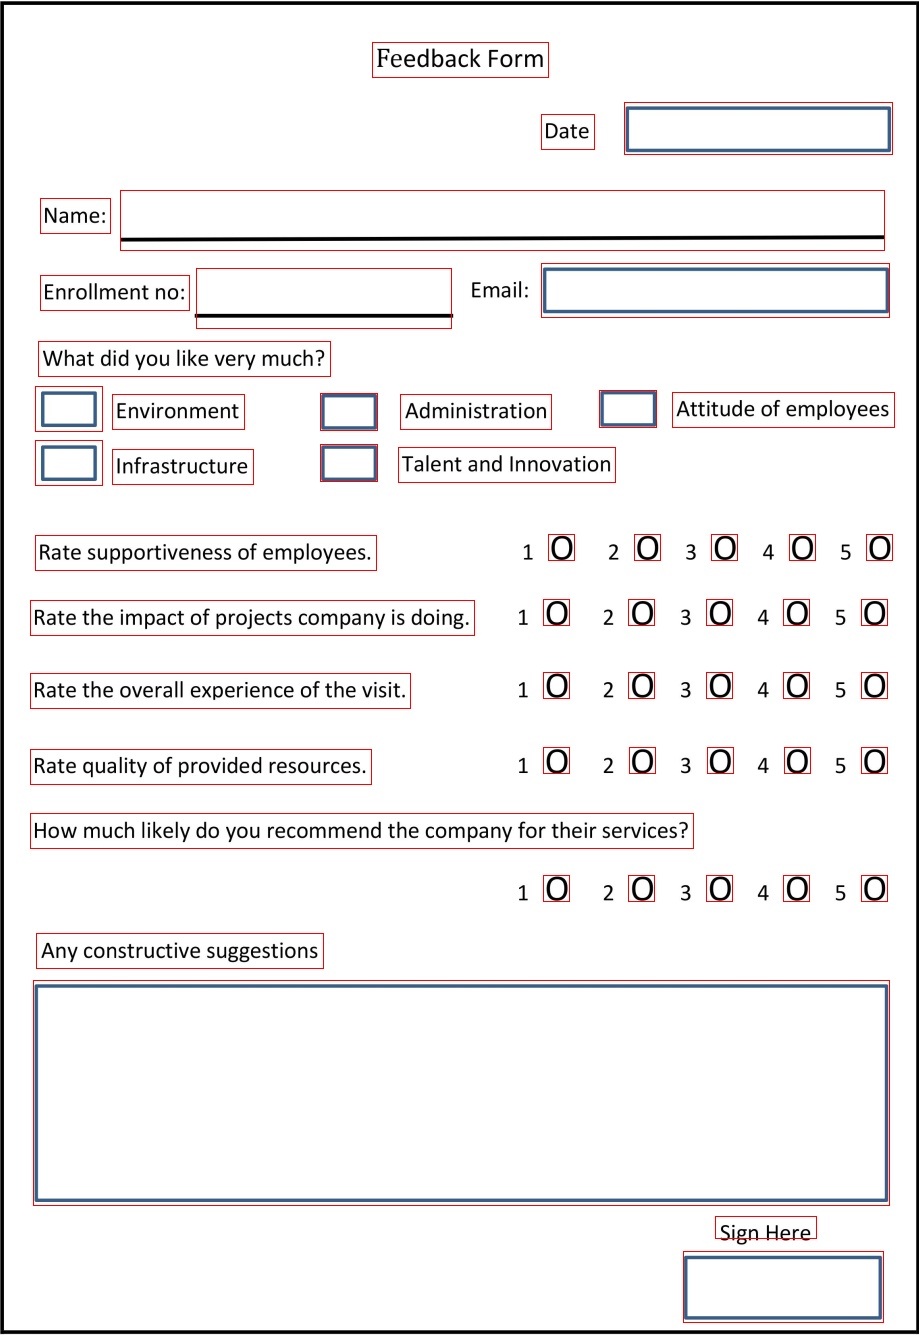 Feedback Form
Date
Name:
Enrollment no: Email:
What did you like very much?
Environment Administration Attitude of employees
Infrastructure Talent and Innovation
Rate supportiveness of employees. 1 O 2 O 3 O 4 O 5 O
Rate the impact of projects company is doing. 1 O 2 O 3 O 4 O 5 O
Rate the overall experience of the visit. 1 O 2 O 3 O 4 O 5 O
Rate quality of provided resources. 1 O 2 O 3 O 4 O 5 O
How much likely do you recommend the company for their services?
1 O 2 O 3 O 4 O 5 O
Any constructive suggestions
Sign Here